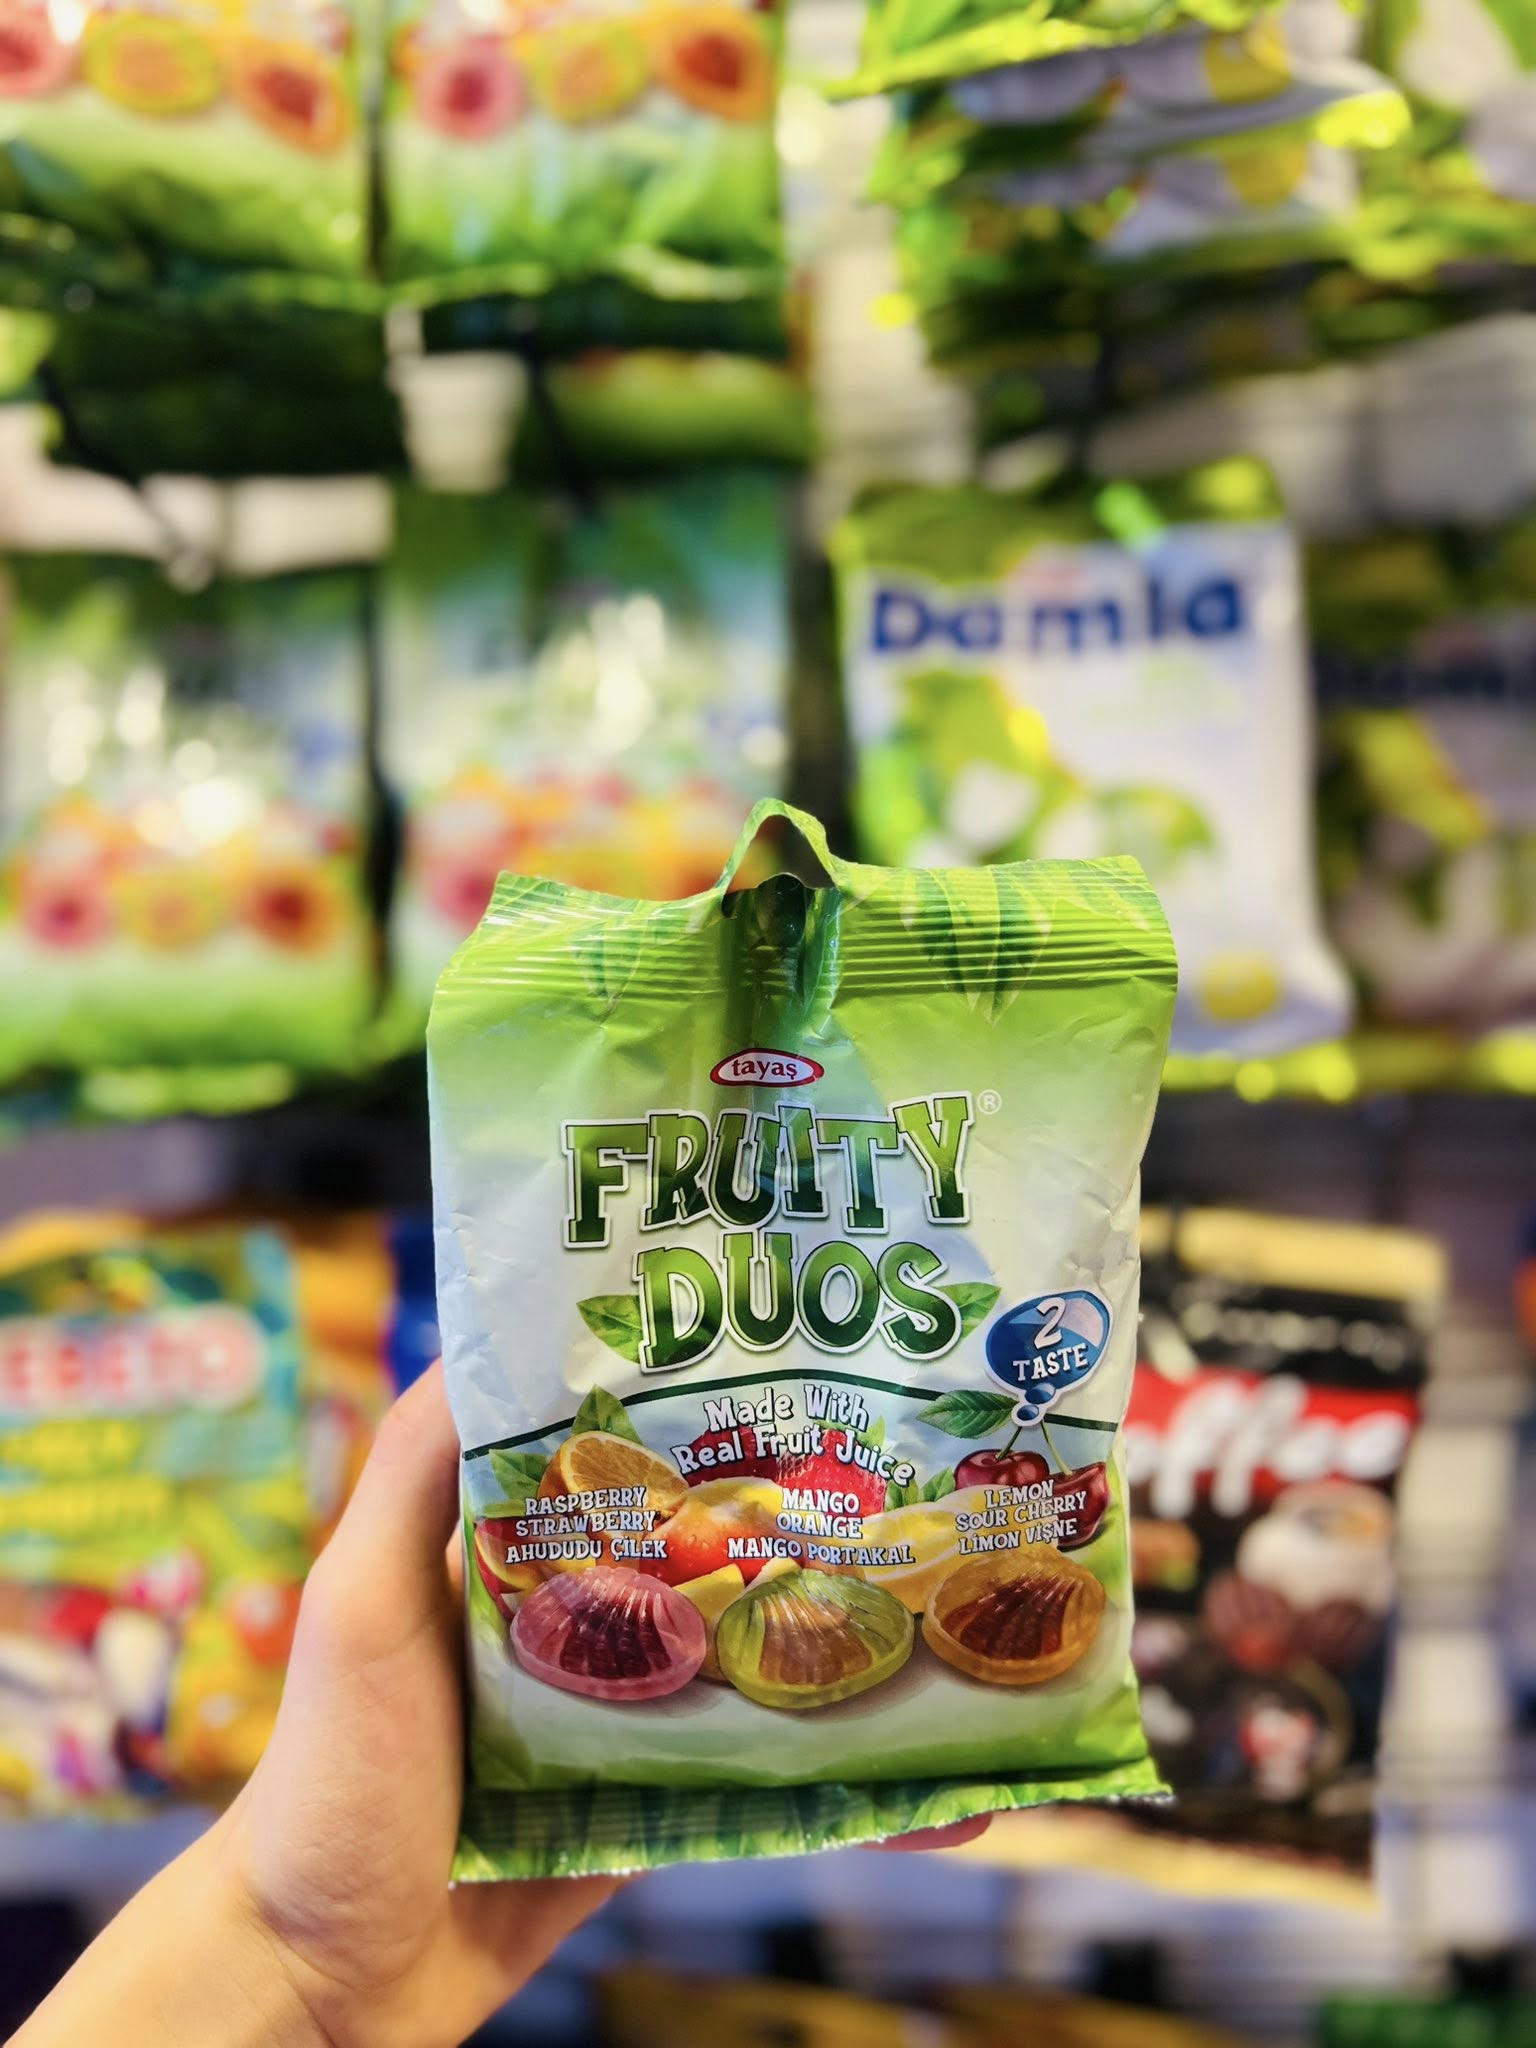 Damla
tayaş
FRUITY®
DUOS
2
TASTE
Made With
Real Fruit Juice
RASPBERRY
STRAWBERRY
AHUDUDU ÇİLEK
MANGO
ORANGE
MANGO PORTAKAL
LEMON
SOUR CHERRY
LİMON VİŞNE